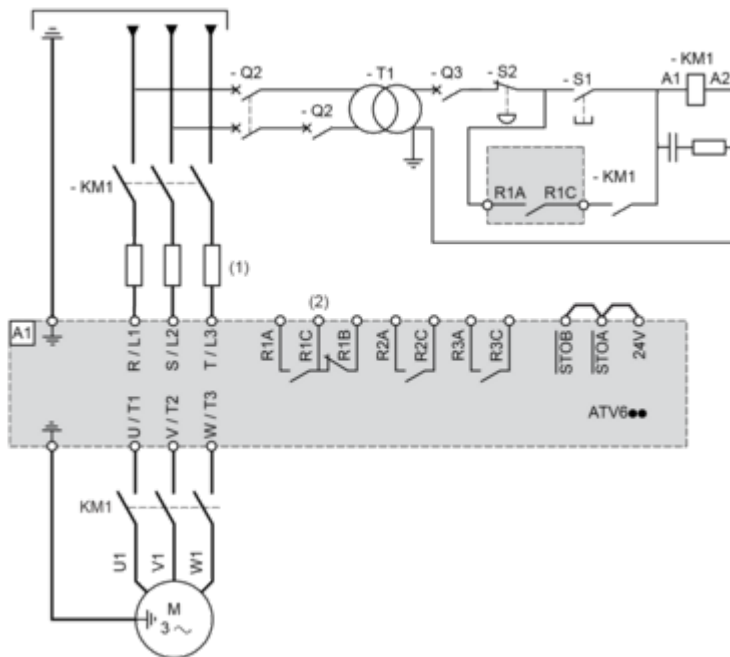 - Q2
- T1
- Q3
- S2
- S1
- KM1
A1
A2
- Q2
- KM1
R1A
R1C
- KM1
(1)
(2)
A1
R / L1
S / L2
T / L3
R1A
R1C
R1B
R2A
R2C
R3A
R3C
STOB
STOA
24V
U / T1
V / T2
W / T3
ATV6●●
KM1
U1
V1
W1
M
3 ~